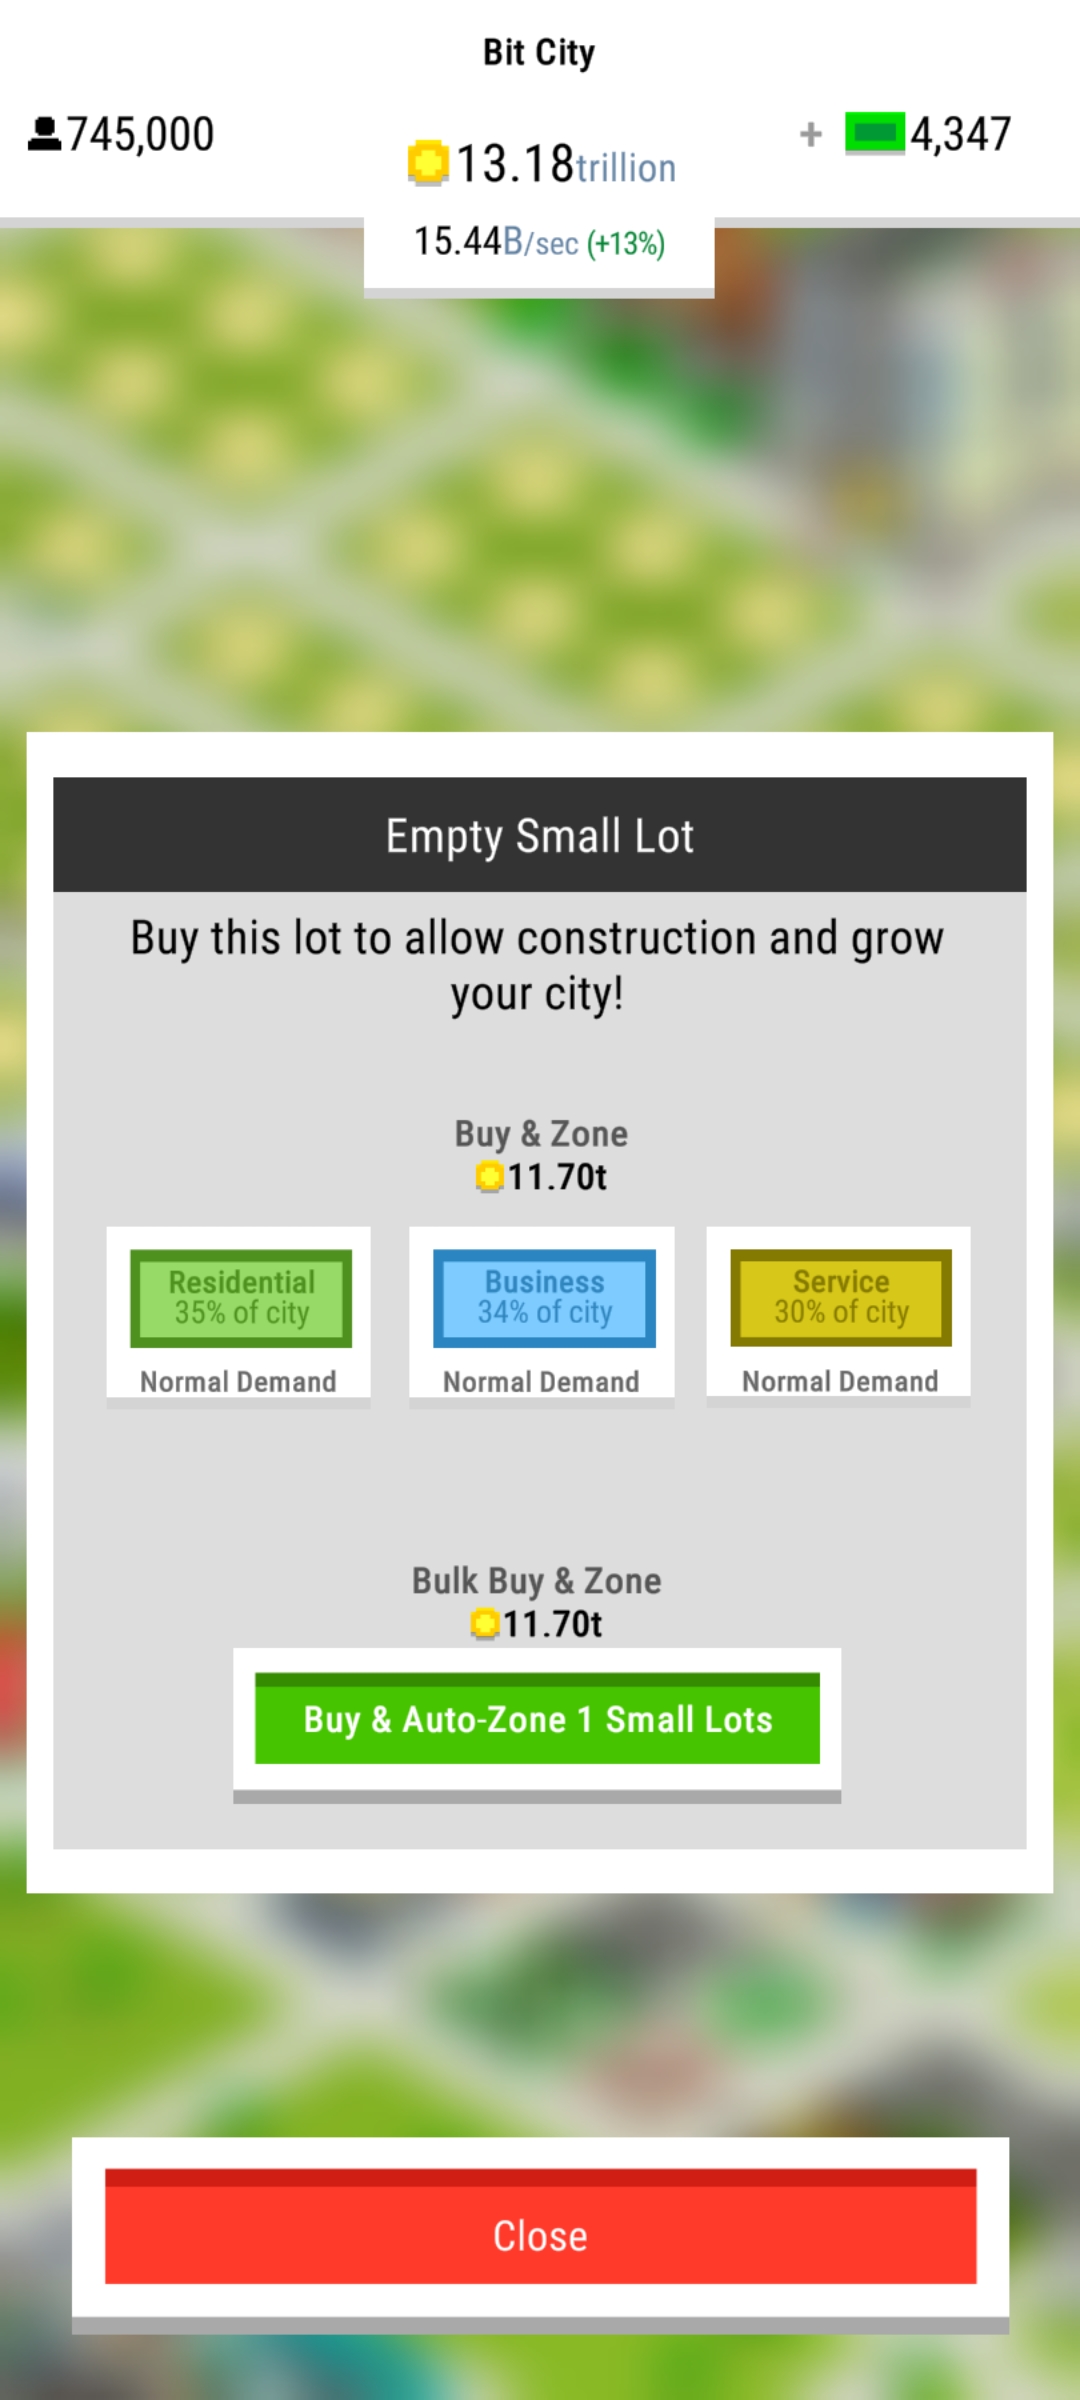 Bit City
745,000
13.18trillion
+ 4,347
15.44B/sec (+13%)
Empty Small Lot
Buy this lot to allow construction and grow
your city!
Buy & Zone
11.70t
Residential
35% of city
Normal Demand
Business
34% of city
Normal Demand
Service
30% of city
Normal Demand
Bulk Buy & Zone
11.70t
Buy & Auto-Zone 1 Small Lots
Close